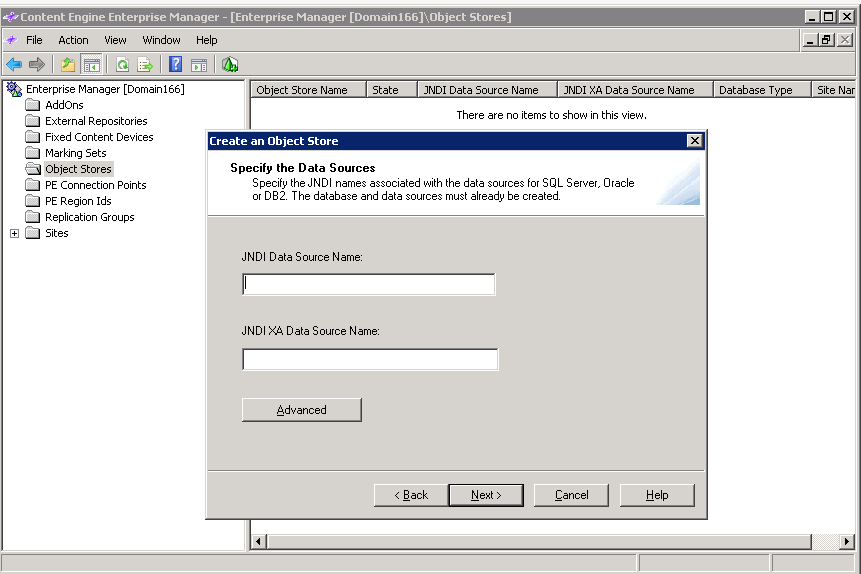 Content Engine Enterprise Manager - [Enterprise Manager [Domain166]\Object Stores]
File Action View Window Help
Enterprise Manager [Domain166]
AddOns
External Repositories
Fixed Content Devices
Marking Sets
Object Stores
PE Connection Points
PE Region Ids
Replication Groups
Sites
Object Store Name State JNDI Data Source Name JNDI XA Data Source Name Database Type Site Nar
There are no items to show in this view.
Create an Object Store
Specify the Data Sources
Specify the JNDI names associated with the data sources for SQL Server, Oracle
or DB2. The database and data sources must already be created.
JNDI Data Source Name:
JNDI XA Data Source Name:
Advanced
< Back Next > Cancel Help